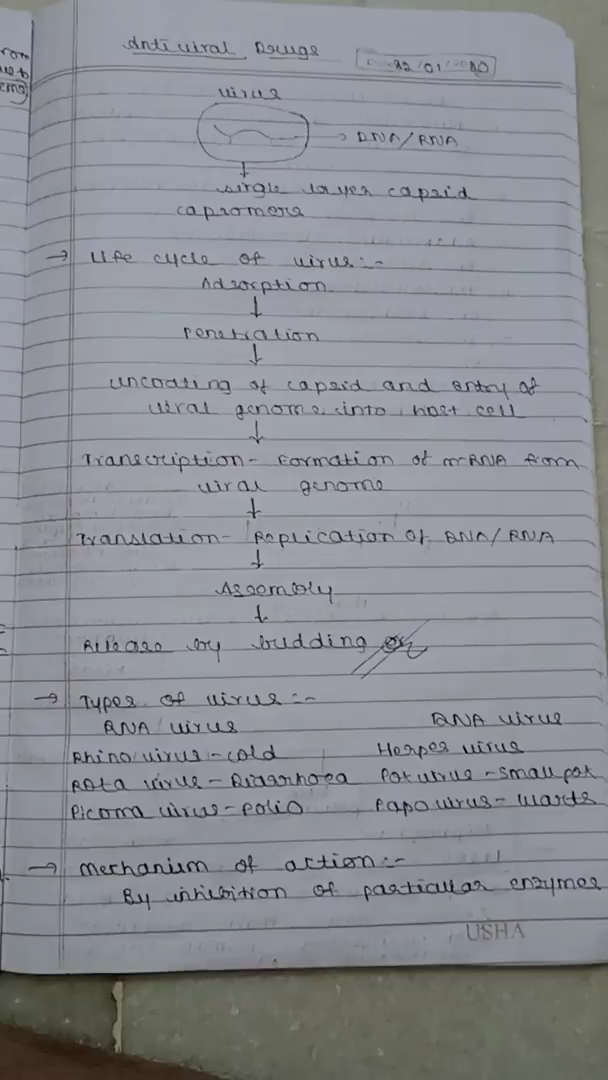 Antiviral Drugs
virus
→ DNA/RNA
single layer capsid
capsomers
→ Life cycle of virus:-
Adsorption
↓
Penetration
↓
uncoating of capsid and entry of
viral genome into host cell
↓
Transcription- Formation of mRNA from
viral genome
↓
Translation- Replication of DNA/RNA
↓
Assembly
↓
Release by budding
→ Types of virus:-
RNA virus DNA virus
Rhino virus-cold Herpes virus
Rota virus-Diarrhoea Pox virus-small pox
Picorna virus-polio Papo virus-warts
→ Mechanism of action:-
By inhibition of particular enzymes
USHA